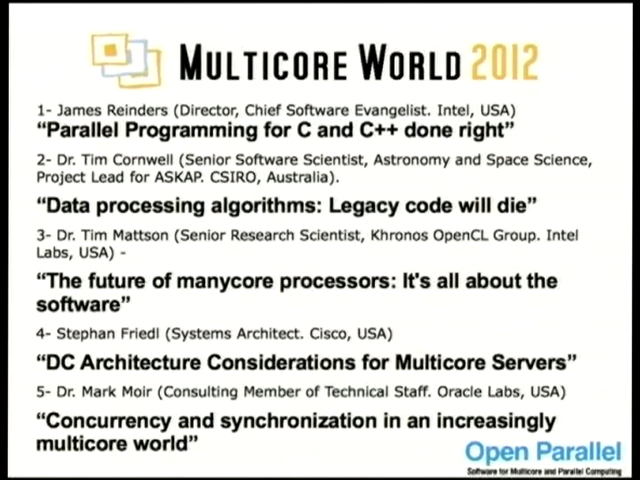 MULTICORE WORLD 2012
1- James Reinders (Director, Chief Software Evangelist. Intel, USA)
“Parallel Programming for C and C++ done right”
2- Dr. Tim Cornwell (Senior Software Scientist, Astronomy and Space Science,
Project Lead for ASKAP. CSIRO, Australia).
“Data processing algorithms: Legacy code will die”
3- Dr. Tim Mattson (Senior Research Scientist, Khronos OpenCL Group. Intel
Labs, USA) -
“The future of manycore processors: It's all about the
software”
4- Stephan Friedl (Systems Architect. Cisco, USA)
“DC Architecture Considerations for Multicore Servers”
5- Dr. Mark Moir (Consulting Member of Technical Staff. Oracle Labs, USA)
“Concurrency and synchronization in an increasingly
multicore world”
Open Parallel
Software for Multicore and Parallel Computing